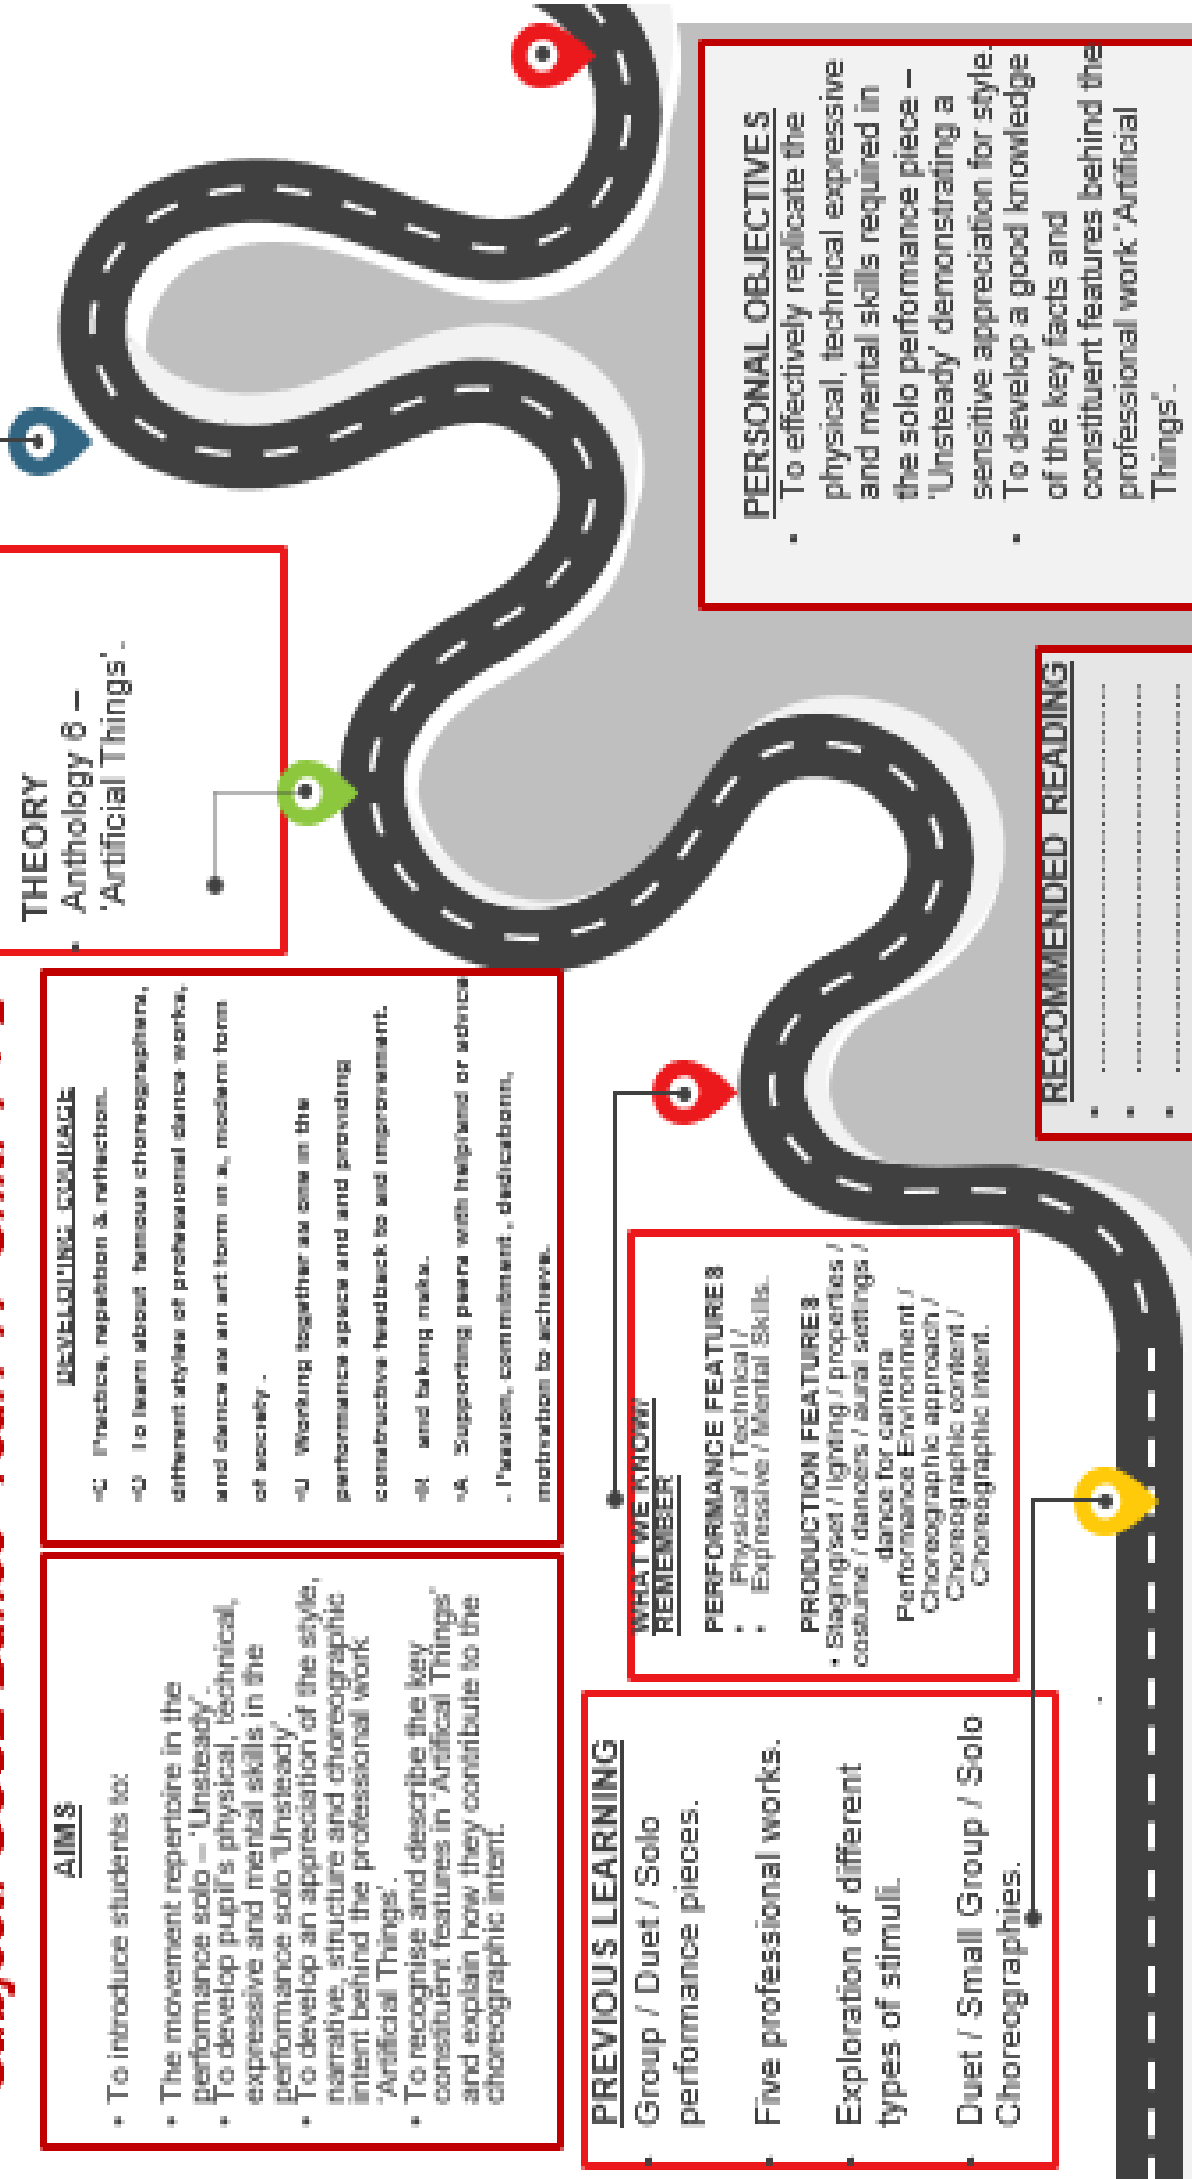 AIMS
• To introduce students to:
• The movement repertoire in the
performance solo – 'Unsteady'.
• To develop pupil's physical, technical,
expressive and mental skills in the
performance solo 'Unsteady'.
• To develop an appreciation of the style,
narrative, structure and choreographic
intent behind the professional work
'Artificial Things'.
• To recognise and describe the key
constituent features in 'Artifical Things'
and explain how they contribute to the
choreographic intent.
DEVELOPING COURAGE
•C Practice, repetition & reflection.
•O To learn about famous choreographers,
different styles of professional dance works,
and dance as an art form in a, modern form
of society.
•U Working together as one in the
performance space and and providing
constructive feedback to aid improvement.
•R and taking risks.
•A Supporting peers with help/and or advice
. Passion, commitment, dedicationn,
motivation to achieve.
THEORY
• Anthology 6 –
'Artificial Things'.
PREVIOUS LEARNING
• Group / Duet / Solo
performance pieces.
• Five professional works.
• Exploration of different
types of stimuli.
• Duet / Small Group / Solo
Choreographies.
WHAT WE KNOW/
REMEMBER
PERFORMANCE FEATURES
• Physical / Technical /
• Expressive / Mental Skills.
PRODUCTION FEATURES
• Staging/set / lighting / properties /
costume / dancers / aural settings /
dance for camera
Performance Environment /
Choreographic approach /
Choreographic content /
Choreographic intent.
RECOMMENDED READING
PERSONAL OBJECTIVES
• To effectively replicate the
physical, technical expressive
and mental skills required in
the solo performance piece –
'Unsteady' demonstrating a
sensitive appreciation for style.
• To develop a good knowledge
of the key facts and
constituent features behind the
professional work 'Artificial
Things'.